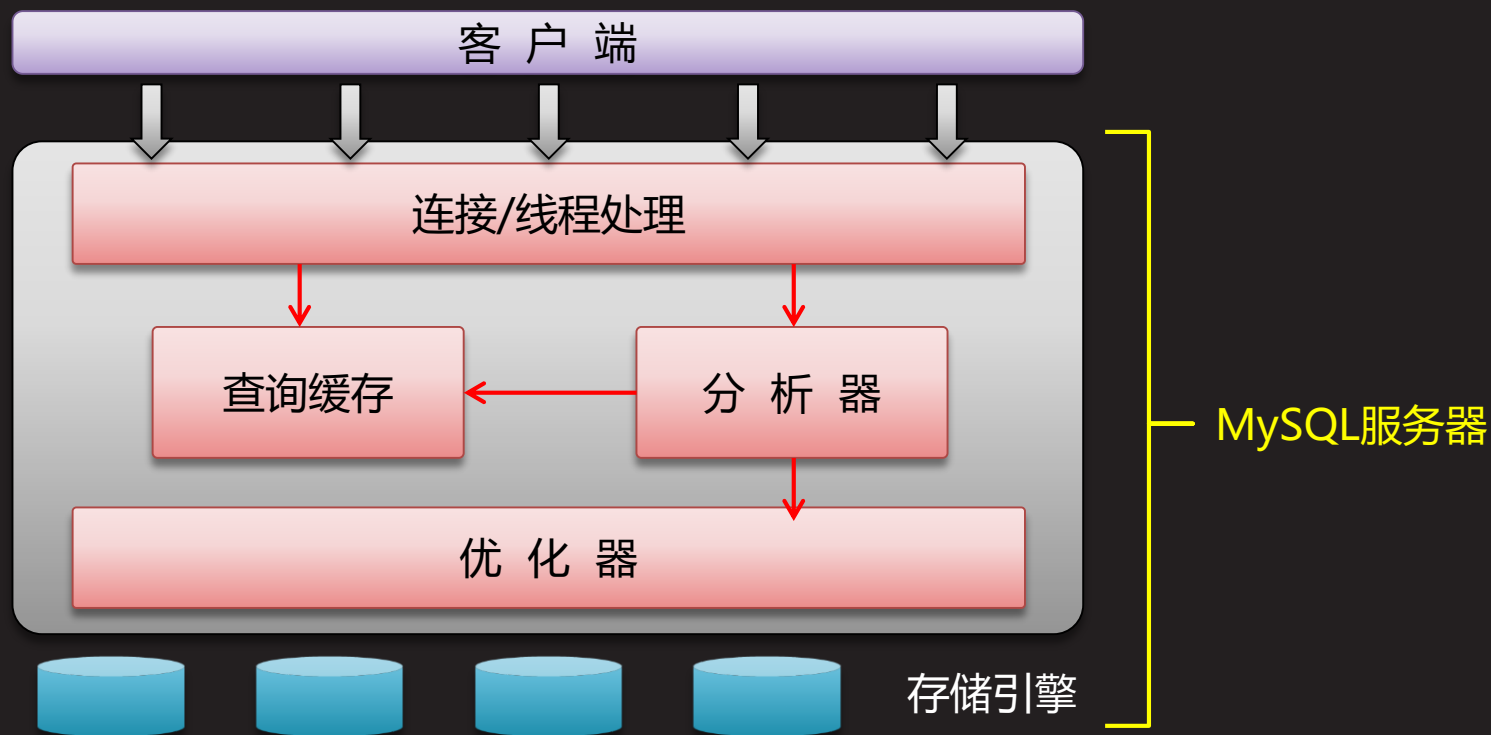 客 户 端
连接/线程处理
查询缓存
分 析 器
MySQL服务器
优 化 器
存储引擎